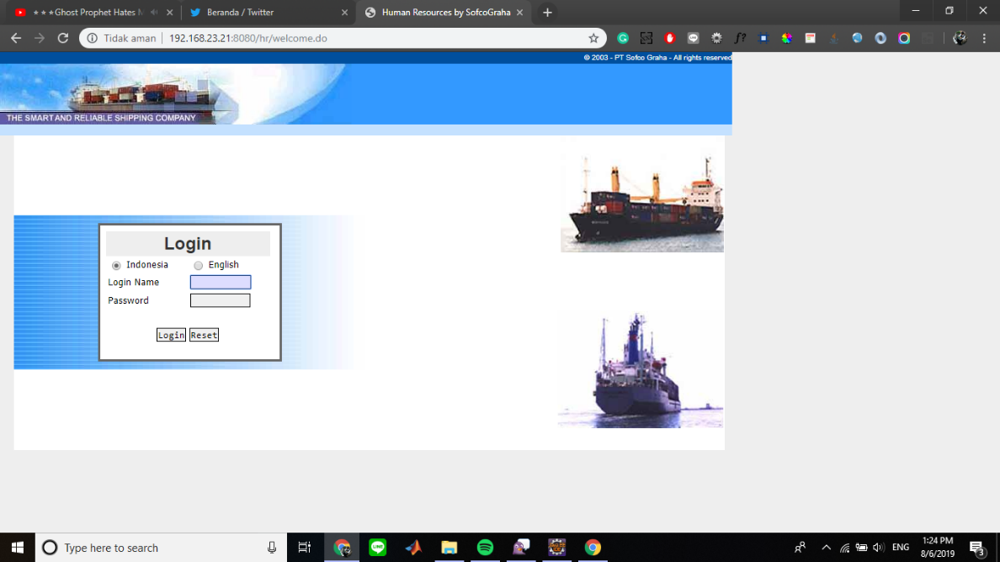 ★★★Ghost Prophet Hates M
Beranda / Twitter
Human Resources by SofcoGraha
Tidak aman
192.168.23.21:8080/hr/welcome.do
© 2003 - PT Sofco Graha - All rights reserved
THE SMART AND RELIABLE SHIPPING COMPANY
Login
Indonesia
English
Login Name
Password
Login
Reset
Type here to search
LINE
ENG
1:24 PM
8/6/2019
3